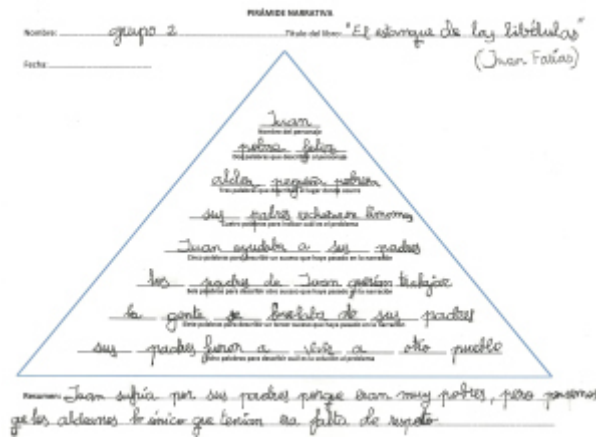 PIRÁMIDE NARRATIVA
Nombre: grupo 2 Título del libro: "El estanque de las libélulas"
Fecha: (Juan Farias)
Juan
Nombre del personaje
pobre feliz
Dos palabras que describan al personaje
aldea pequeña pobreza
Tres palabras que describan el lugar donde ocurre
sus padres rechazaron
Cuatro palabras para indicar cuál es el problema
Juan ayudaba a sus padres
Cinco palabras para describir un suceso que haya pasado en la narración
los padres de Juan querían trabajar
Seis palabras para describir otro suceso que haya pasado en la narración
la gente se burlaba de sus padres
Siete palabras para describir un tercer suceso que haya pasado en la narración
sus padres fueron a vivir a otro pueblo
Ocho palabras para describir cuál es la solución al problema
Resumen: Juan sufría por sus padres porque eran muy pobres, pero pensemos
que los aldeanos lo único que tenían era falta de respeto